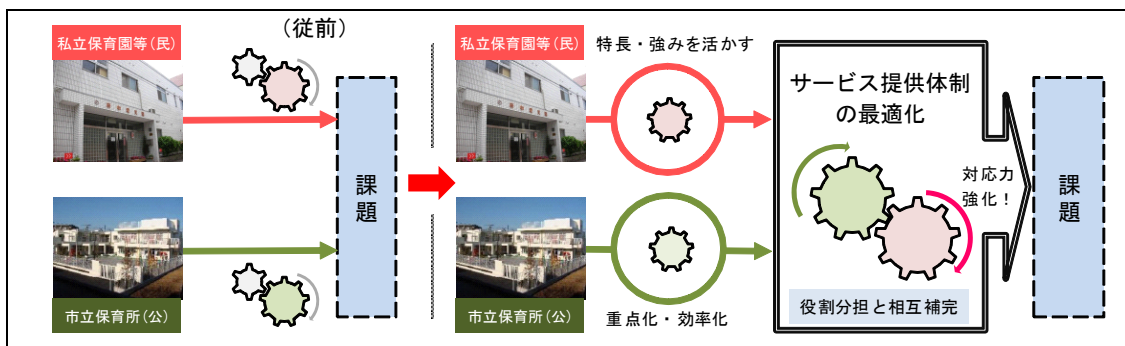 (従前)
私立保育園等(民)
課題
市立保育所(公)
私立保育園等(民)
特長・強みを活かす
市立保育所(公)
重点化・効率化
サービス提供体制
の最適化
対応力
強化！
役割分担と相互補完
課題